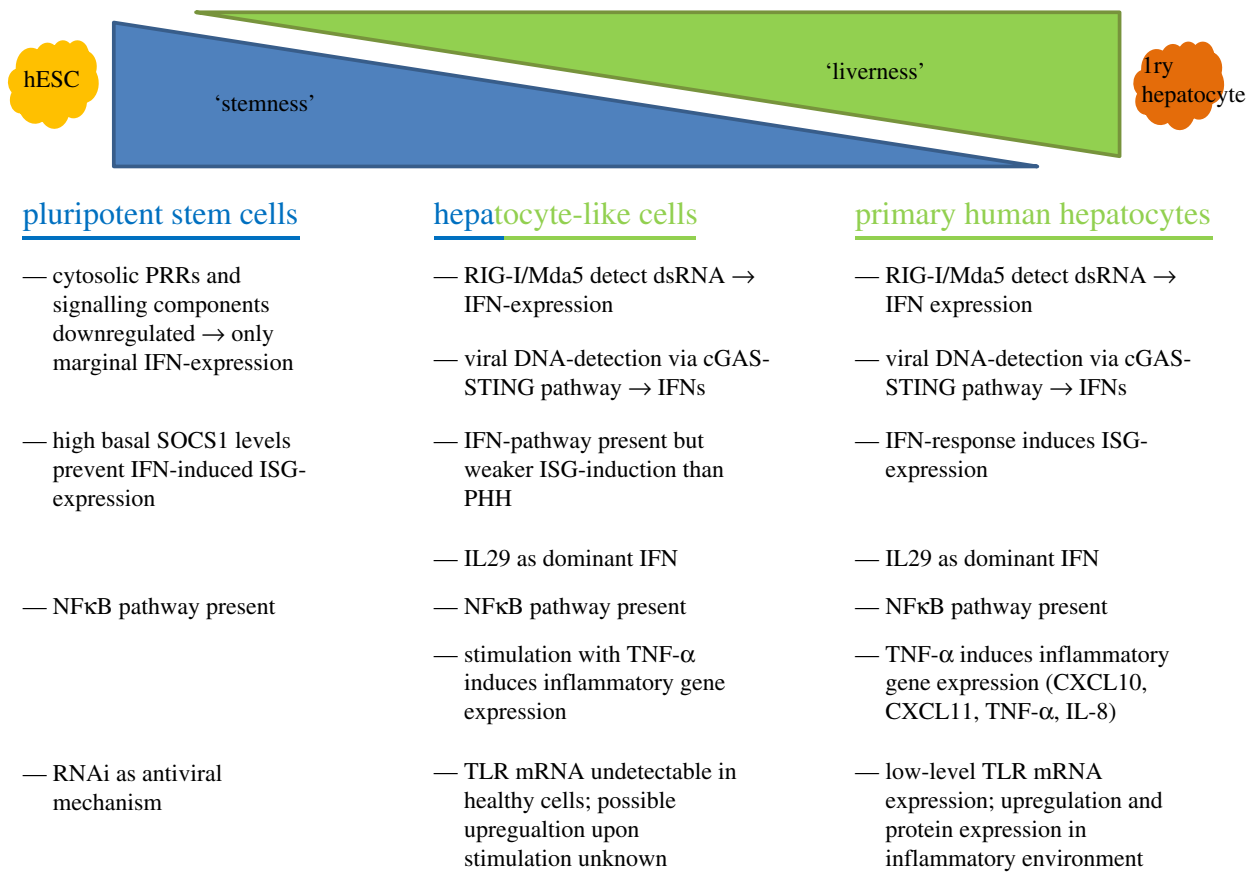 hESC
'stemness'
'liverness'
1ry
hepatocyte
pluripotent stem cells
— cytosolic PRRs and
signalling components
downregulated → only
marginal IFN-expression
— high basal SOCS1 levels
prevent IFN-induced ISG-
expression
— NFκB pathway present
— RNAi as antiviral
mechanism
hepatocyte-like cells
— RIG-I/Mda5 detect dsRNA →
IFN-expression
— viral DNA-detection via cGAS-
STING pathway → IFNs
— IFN-pathway present but
weaker ISG-induction than
PHH
— IL29 as dominant IFN
— NFκB pathway present
— stimulation with TNF-α
induces inflammatory gene
expression
— TLR mRNA undetectable in
healthy cells; possible
upregualtion upon
stimulation unknown
primary human hepatocytes
— RIG-I/Mda5 detect dsRNA →
IFN expression
— viral DNA-detection via cGAS-
STING pathway → IFNs
— IFN-response induces ISG-
expression
— IL29 as dominant IFN
— NFκB pathway present
— TNF-α induces inflammatory
gene expression (CXCL10,
CXCL11, TNF-α, IL-8)
— low-level TLR mRNA
expression; upregulation and
protein expression in
inflammatory environment